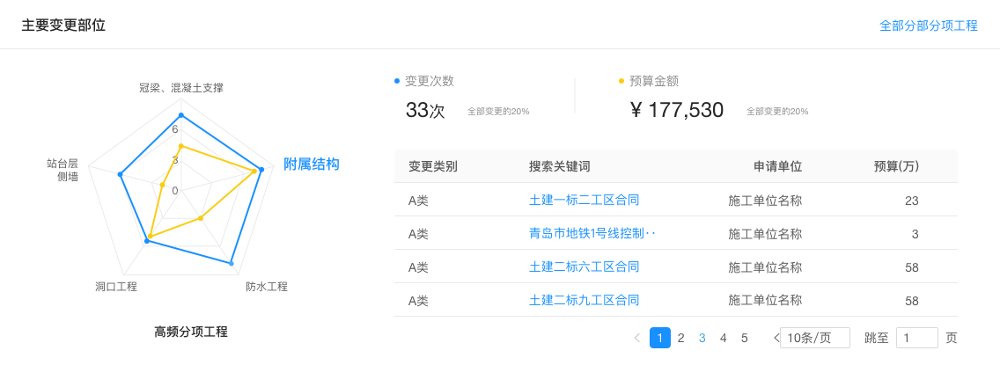 主要变更部位
全部分部分项工程
冠梁、混凝土支撑
6
3
0
站台层
侧墙
附属结构
洞口工程
防水工程
高频分项工程
变更次数
33次 全部变更的20%
预算金额
¥ 177,530 全部变更的20%
变更类别 搜索关键词 申请单位 预算(万)
A类 土建一标二工区合同 施工单位名称 23
A类 青岛市地铁1号线控制‥ 施工单位名称 3
A类 土建二标六工区合同 施工单位名称 58
A类 土建二标九工区合同 施工单位名称 58
< 1 2 3 4 5 < 10条/页 跳至 1 页